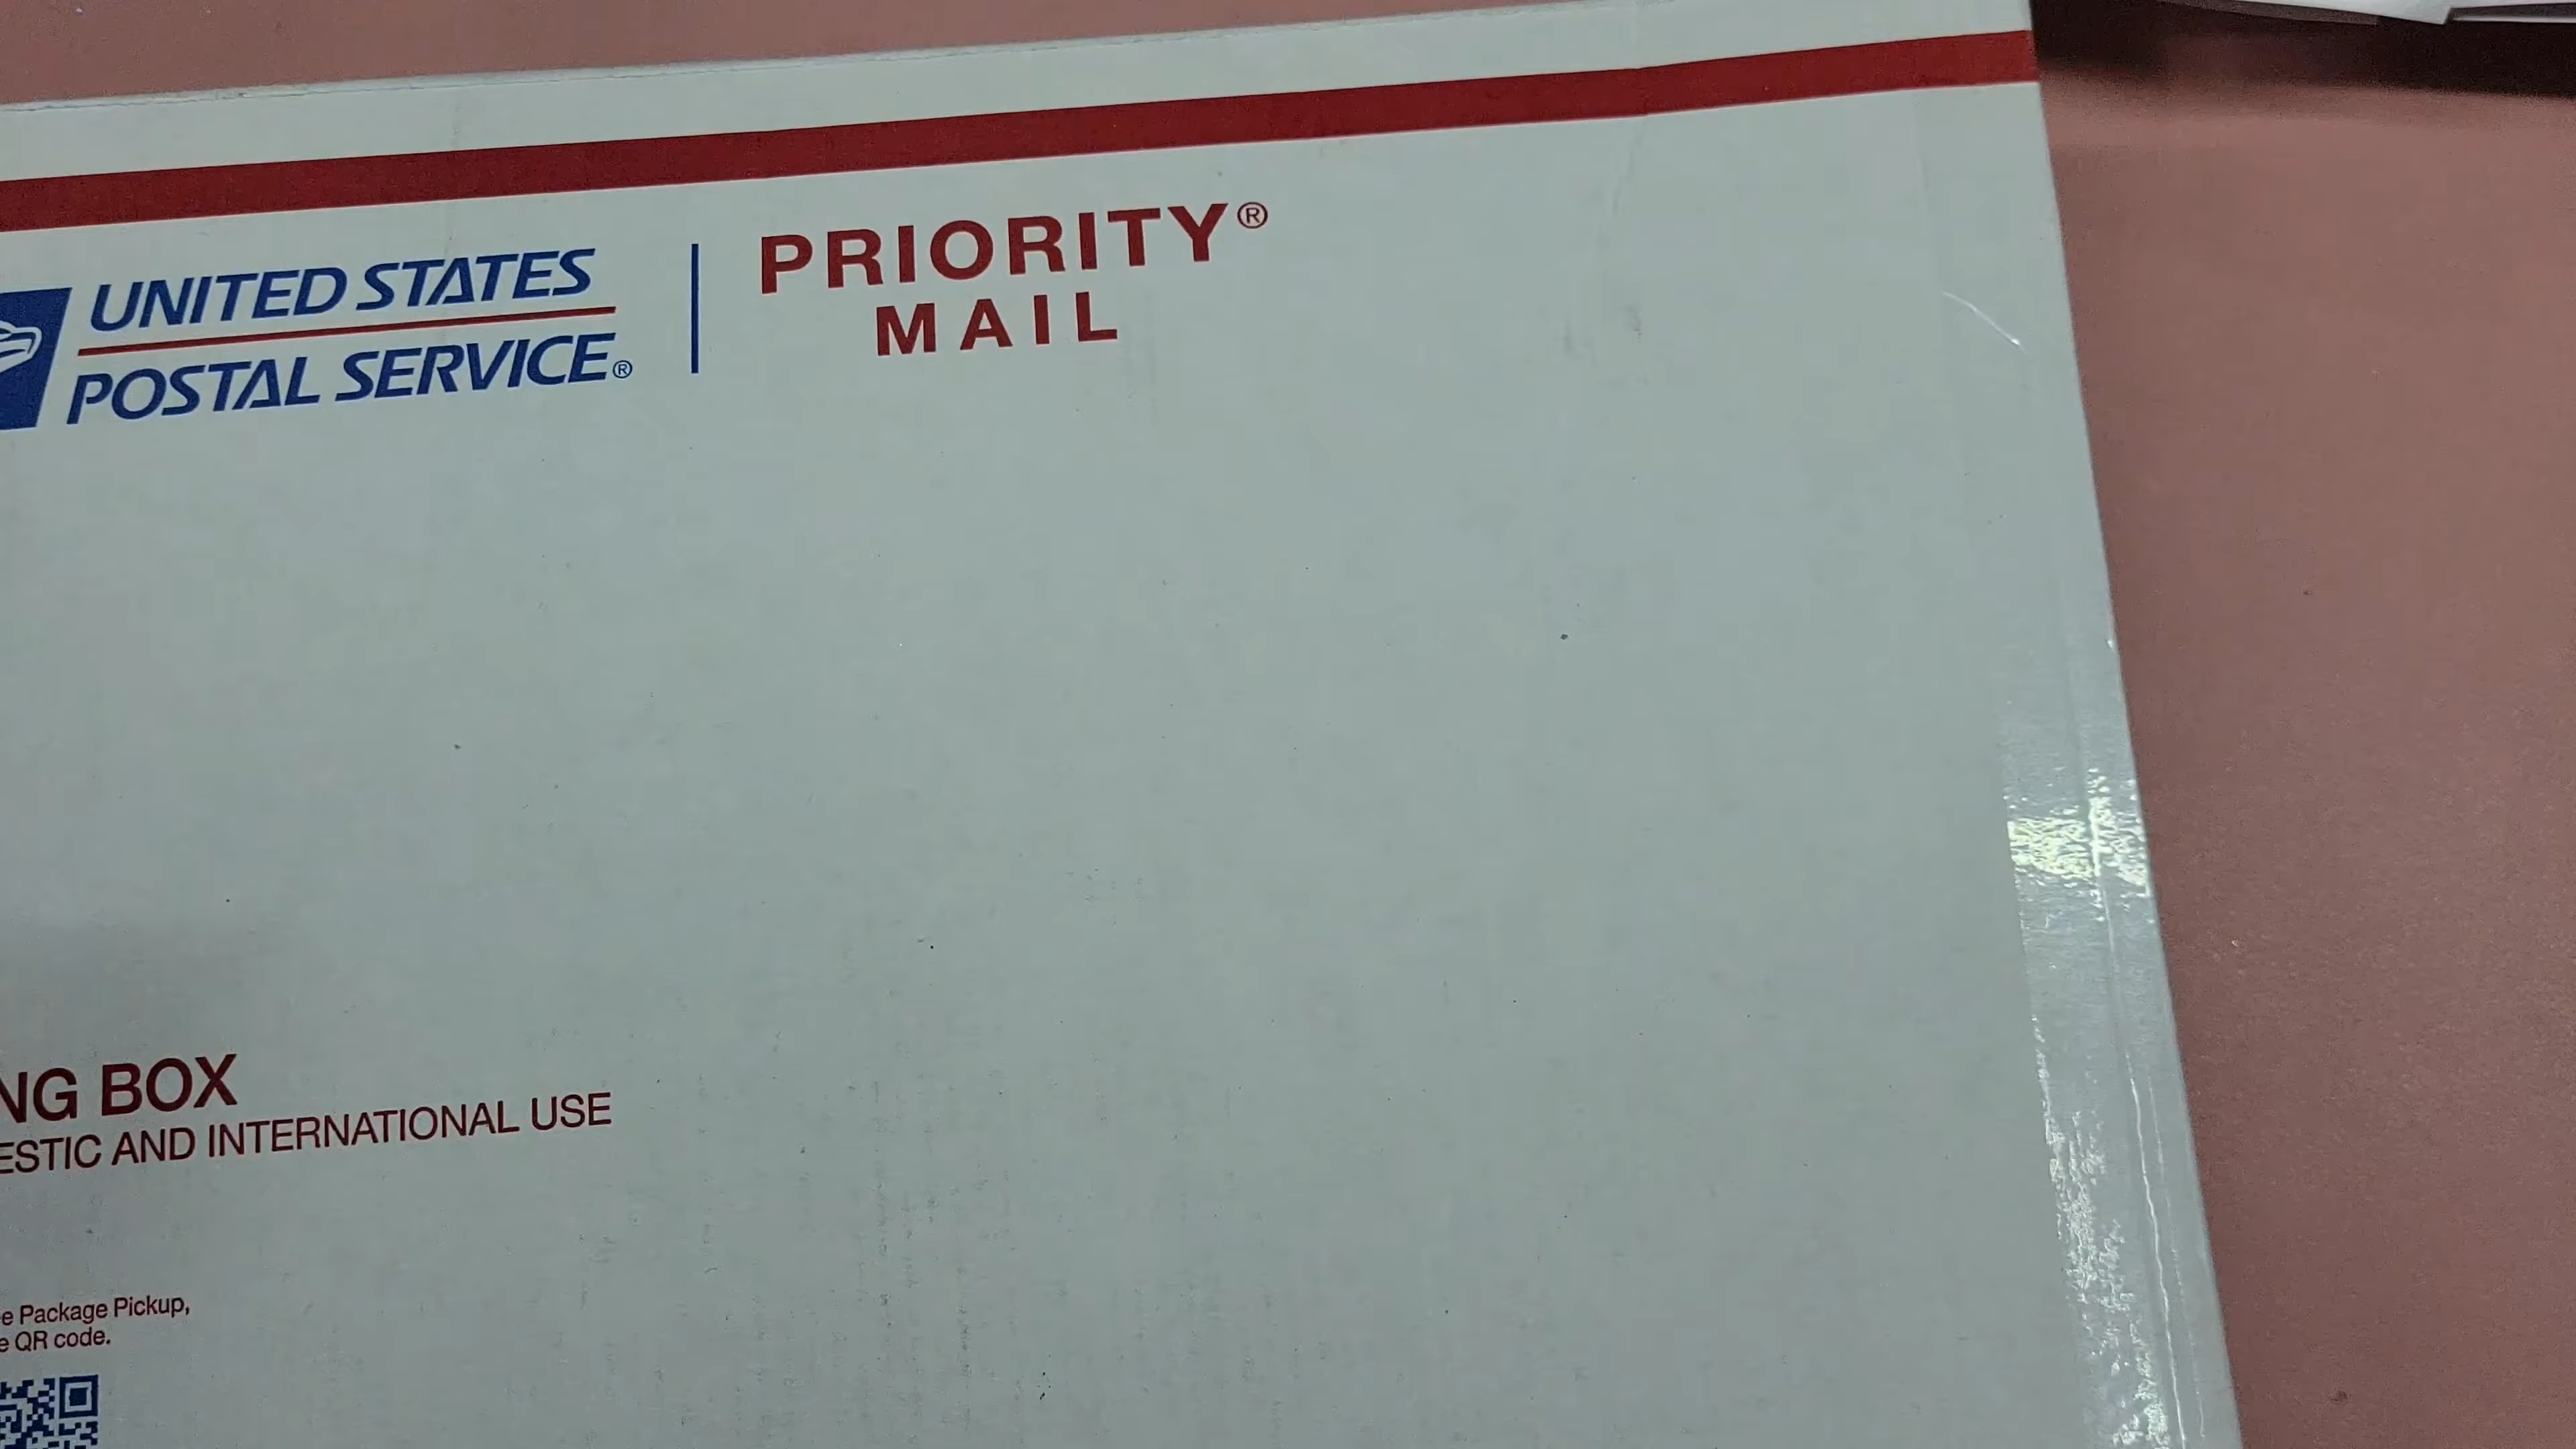 UNITED STATES
POSTAL SERVICE®
PRIORITY®
MAIL
NG BOX
ESTIC AND INTERNATIONAL USE
e Package Pickup,
e QR code.